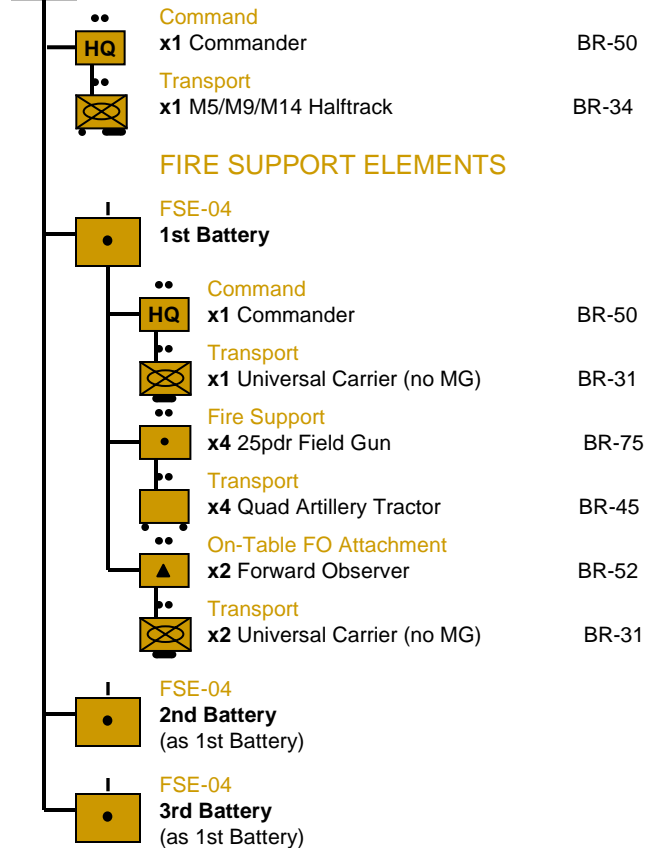 Command
HQ x1 Commander BR-50
Transport
x1 M5/M9/M14 Halftrack BR-34
FIRE SUPPORT ELEMENTS
FSE-04
1st Battery
Command
HQ x1 Commander BR-50
Transport
x1 Universal Carrier (no MG) BR-31
Fire Support
x4 25pdr Field Gun BR-75
Transport
x4 Quad Artillery Tractor BR-45
On-Table FO Attachment
x2 Forward Observer BR-52
Transport
x2 Universal Carrier (no MG) BR-31
FSE-04
2nd Battery
(as 1st Battery)
FSE-04
3rd Battery
(as 1st Battery)